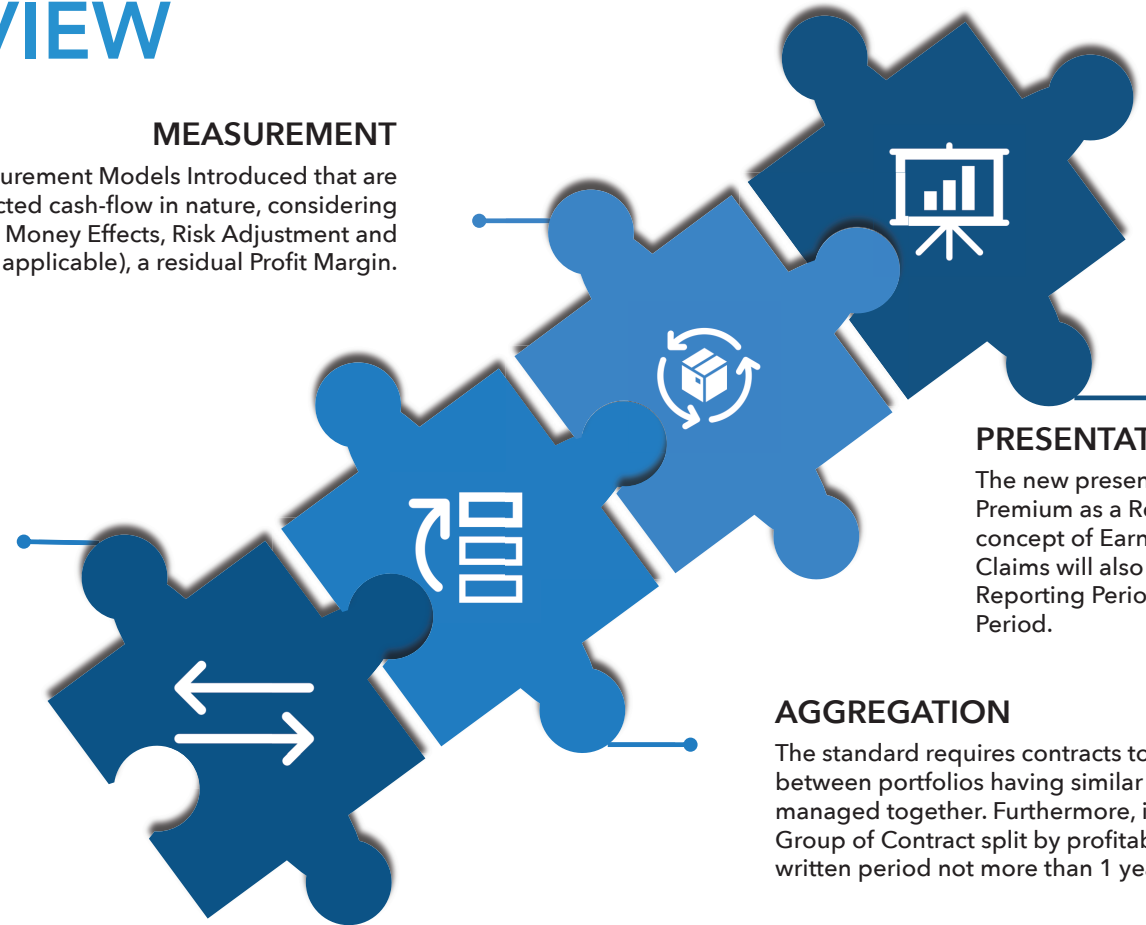 VIEW
MEASUREMENT
urement Models Introduced that are
cted cash-flow in nature, considering
Money Effects, Risk Adjustment and
applicable), a residual Profit Margin.
PRESENTAT
The new presen
Premium as a Re
concept of Earn
Claims will also
Reporting Perio
Period.
AGGREGATION
The standard requires contracts to
between portfolios having similar
managed together. Furthermore, i
Group of Contract split by profitab
written period not more than 1 yea